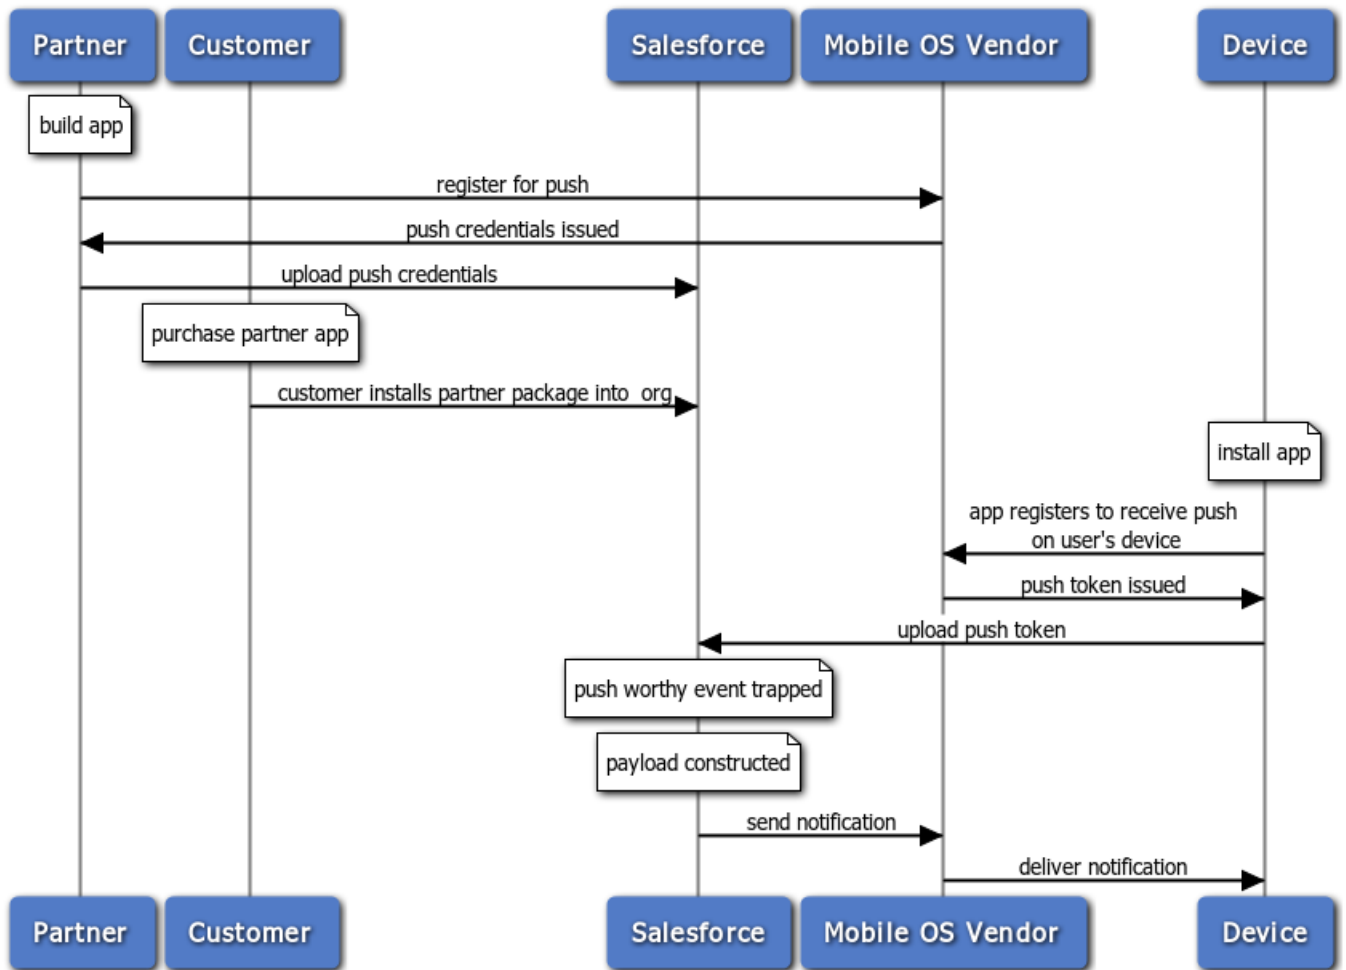 Partner Customer Salesforce Mobile OS Vendor Device
build app
register for push
push credentials issued
upload push credentials
purchase partner app
customer installs partner package into  org
install app
app registers to receive push
on user's device
push token issued
upload push token
push worthy event trapped
payload constructed
send notification
deliver notification
Partner Customer Salesforce Mobile OS Vendor Device